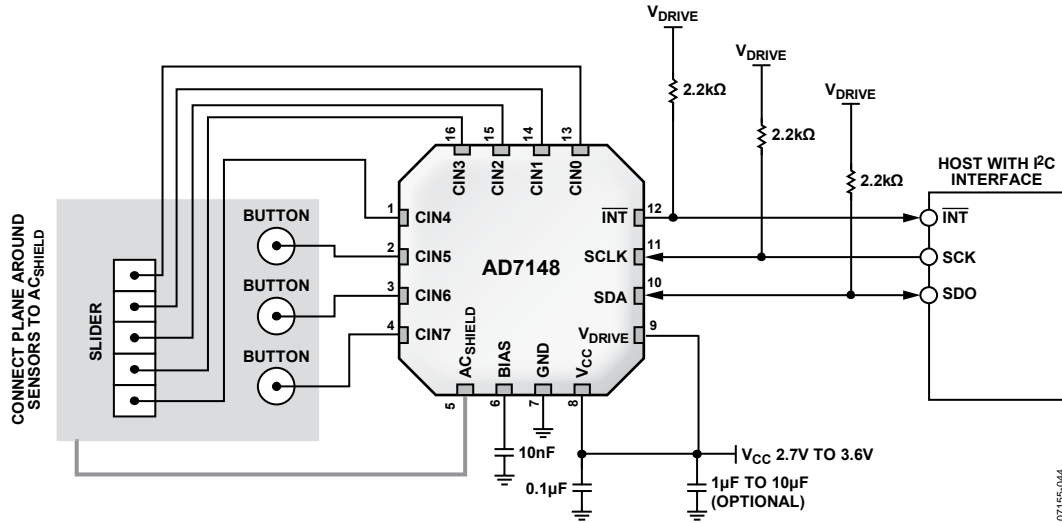 VDRIVE
VDRIVE
VDRIVE
2.2kΩ
2.2kΩ
2.2kΩ
16
15
14
13
CIN3
CIN2
CIN1
CIN0
HOST WITH I2C
INTERFACE
CONNECT PLANE AROUND
SENSORS TO ACSHIELD
SLIDER
BUTTON
BUTTON
BUTTON
1
CIN4
2
CIN5
3
CIN6
4
CIN7
AD7148
INT
12
INT
SCLK
11
SCK
SDA
10
SDO
VDRIVE
9
ACSHIELD
BIAS
GND
VCC
5
6
7
8
10nF
0.1µF
VCC 2.7V TO 3.6V
1µF TO 10µF
(OPTIONAL)
07155-044